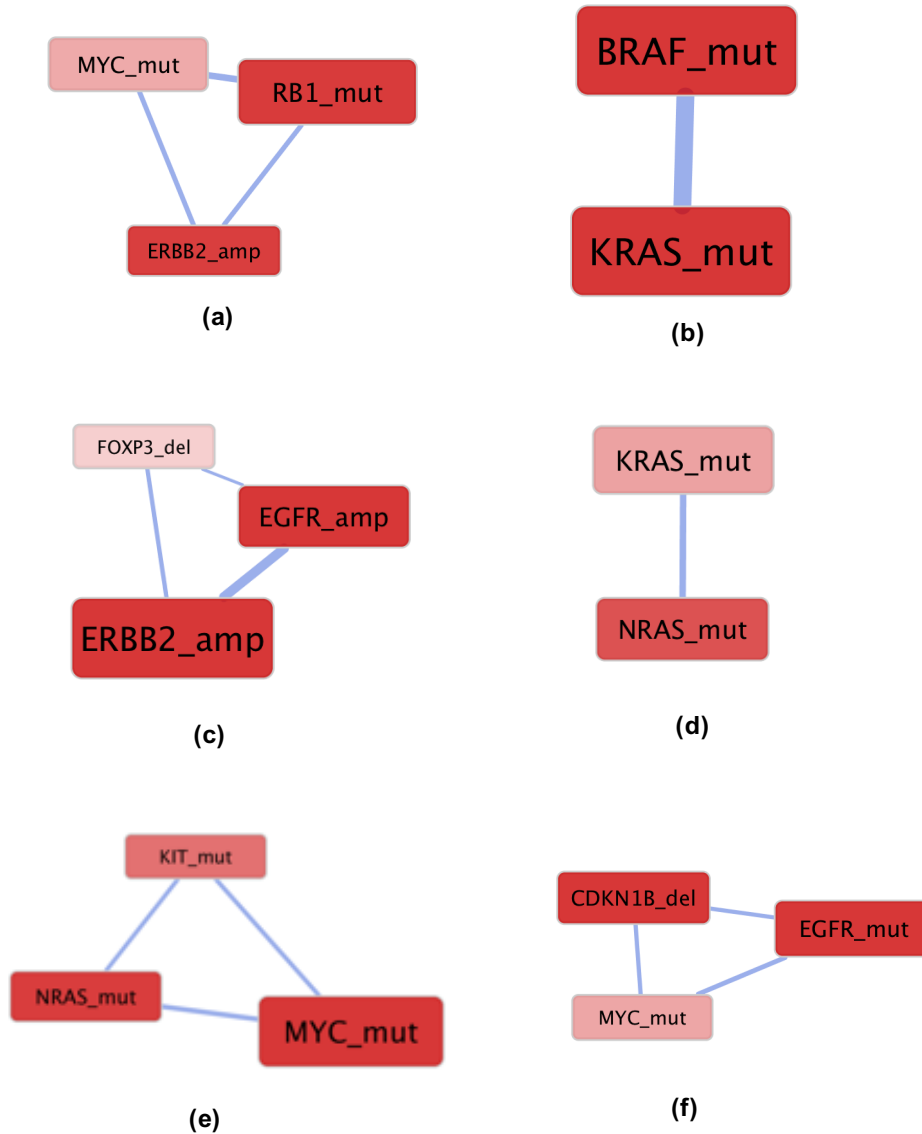 MYC_mut
RB1_mut
ERBB2_amp
(a)
BRAF_mut
KRAS_mut
(b)
FOXP3_del
EGFR_amp
ERBB2_amp
(c)
KRAS_mut
NRAS_mut
(d)
KIT_mut
NRAS_mut
MYC_mut
(e)
CDKN1B_del
EGFR_mut
MYC_mut
(f)